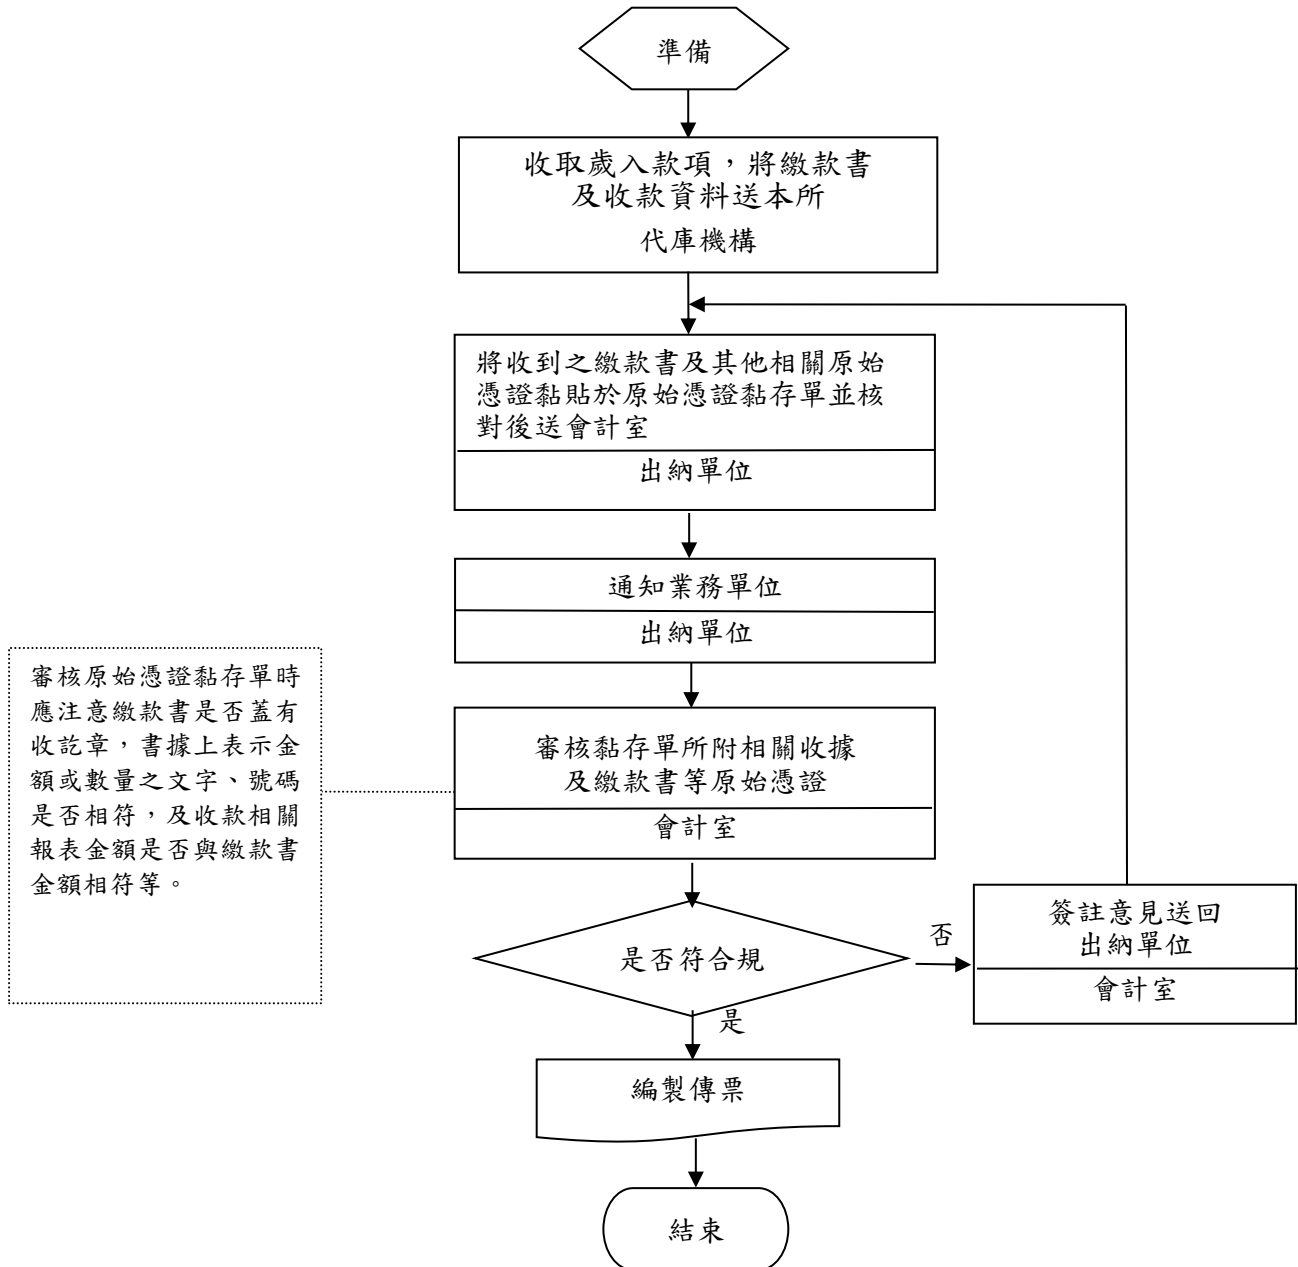 準備
收取歲入款項，將繳款書
及收款資料送本所
代庫機構
將收到之繳款書及其他相關原始
憑證黏貼於原始憑證黏存單並核
對後送會計室
出納單位
通知業務單位
出納單位
審核原始憑證黏存單時
應注意繳款書是否蓋有
收訖章，書據上表示金
額或數量之文字、號碼
是否相符，及收款相關
報表金額是否與繳款書
金額相符等。
審核黏存單所附相關收據
及繳款書等原始憑證
會計室
是否符合規
否
簽註意見送回
出納單位
會計室
是
編製傳票
結束